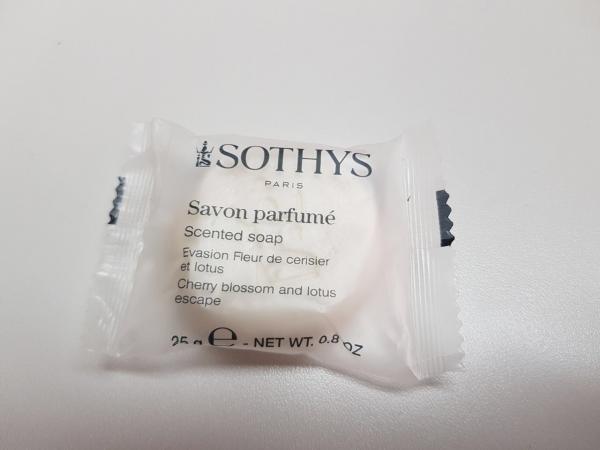 SOTHYS
PARIS
Savon parfumé
Scented soap
Evasion Fleur de cerisier
et lotus
Cherry blossom and lotus
escape
25 g e - NET WT. 0.8 OZ